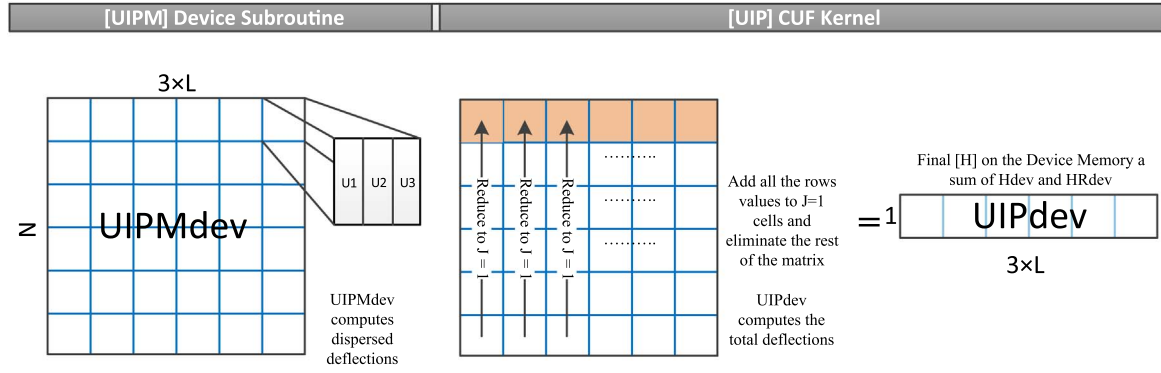 [UIPM] Device Subroutine
[UIP] CUF Kernel
3×L
U1 U2 U3
N
UIPMdev
UIPMdev
computes
dispersed
deflections
Reduce to J = 1
Reduce to J = 1
Reduce to J = 1
..........
..........
..........
Add all the rows
values to J=1
cells and
eliminate the rest
of the matrix
UIPdev
computes the
total deflections
Final [H] on the Device Memory a
sum of Hdev and HRdev
=1
UIPdev
3×L